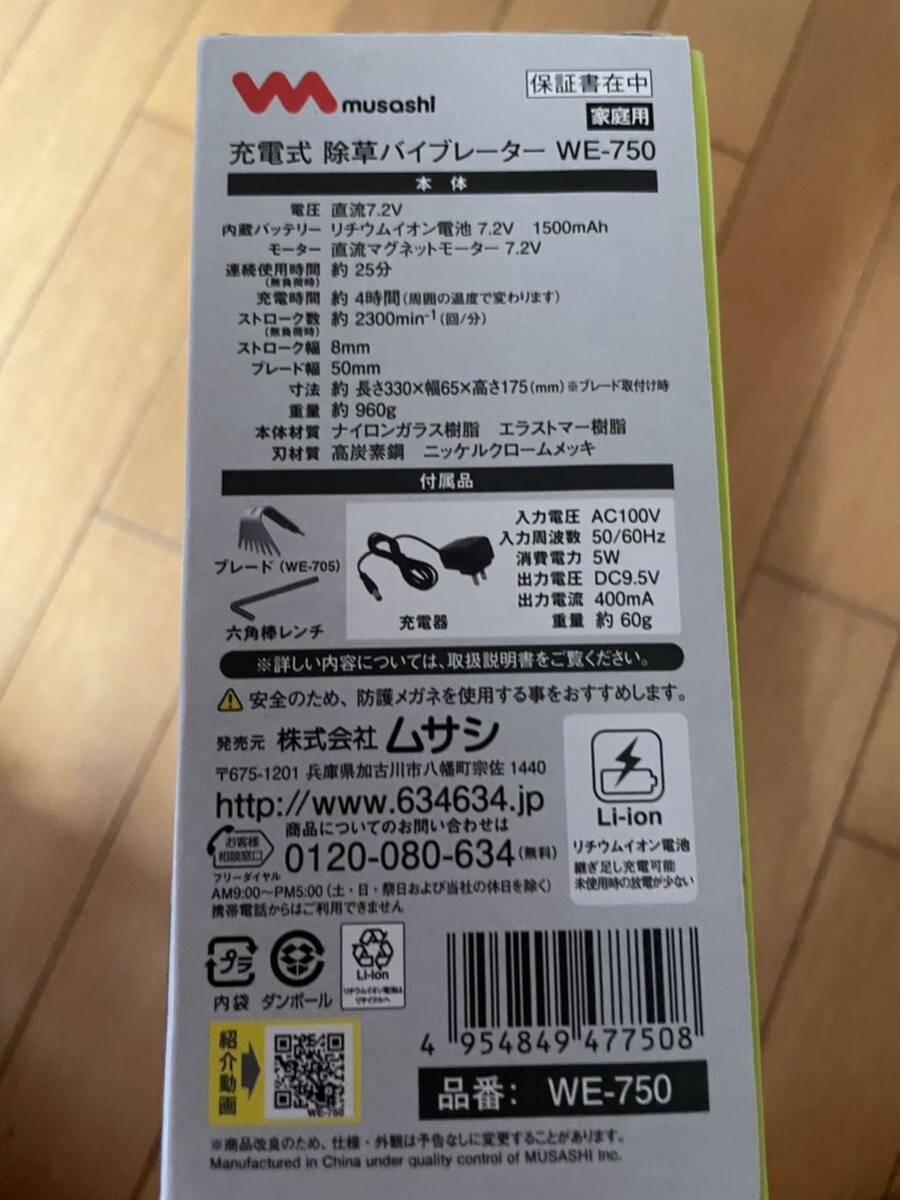 musashi
保証書在中
家庭用
充電式 除草バイブレーター WE-750
本体
電圧 直流7.2V
内蔵バッテリー リチウムイオン電池 7.2V 1500mAh
モーター 直流マグネットモーター 7.2V
連続使用時間 約 25分
(無負荷時)
充電時間 約 4時間(周囲の温度で変わります)
ストローク数 約 2300min⁻¹(回/分)
(無負荷時)
ストローク幅 8mm
ブレード幅 50mm
寸法 約 長さ330×幅65×高さ175(mm)※ブレード取付け時
重量 約 960g
本体材質 ナイロンガラス樹脂 エラストマー樹脂
刃材質 高炭素鋼 ニッケルクロームメッキ
付属品
ブレード(WE-705)
六角棒レンチ
充電器
入力電圧 AC100V
入力周波数 50/60Hz
消費電力 5W
出力電圧 DC9.5V
出力電流 400mA
重量 約 60g
※詳しい内容については、取扱説明書をご覧ください。
安全のため、防護メガネを使用する事をおすすめします。
発売元 株式会社 ムサシ
〒675-1201 兵庫県加古川市八幡町宗佐 1440
http://www.634634.jp
お客様
相談窓口
商品についてのお問い合わせは
フリーダイヤル 0120-080-634(無料)
AM9:00〜PM5:00(土・日・祭日および当社の休日を除く)
携帯電話からはご利用できません
Li-ion
リチウムイオン電池
継ぎ足し充電可能
未使用時の放電が少ない
プラ
内袋
ダンボール
Li-ion
リチウムイオン電池は
リサイクルへ
4 954849 477508
紹介動画
WE-750
品番: WE-750
※商品改良のため、仕様・外観は予告なしに変更することがあります。
Manufactured in China under quality control of MUSASHI Inc.